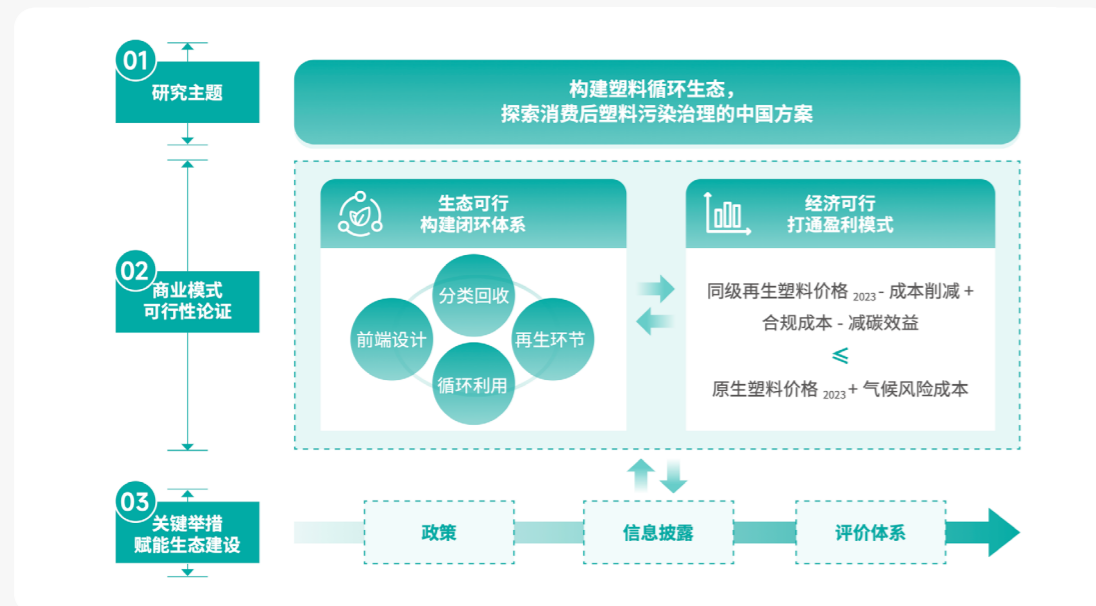 01
研究主题
构建塑料循环生态，
探索消费后塑料污染治理的中国方案
02
商业模式
可行性论证
生态可行
构建闭环体系
分类回收
前端设计
再生环节
循环利用
经济可行
打通盈利模式
同级再生塑料价格 2023 - 成本削减 +
合规成本 - 减碳效益
⩽
原生塑料价格 2023 + 气候风险成本
03
关键举措
赋能生态建设
政策
信息披露
评价体系